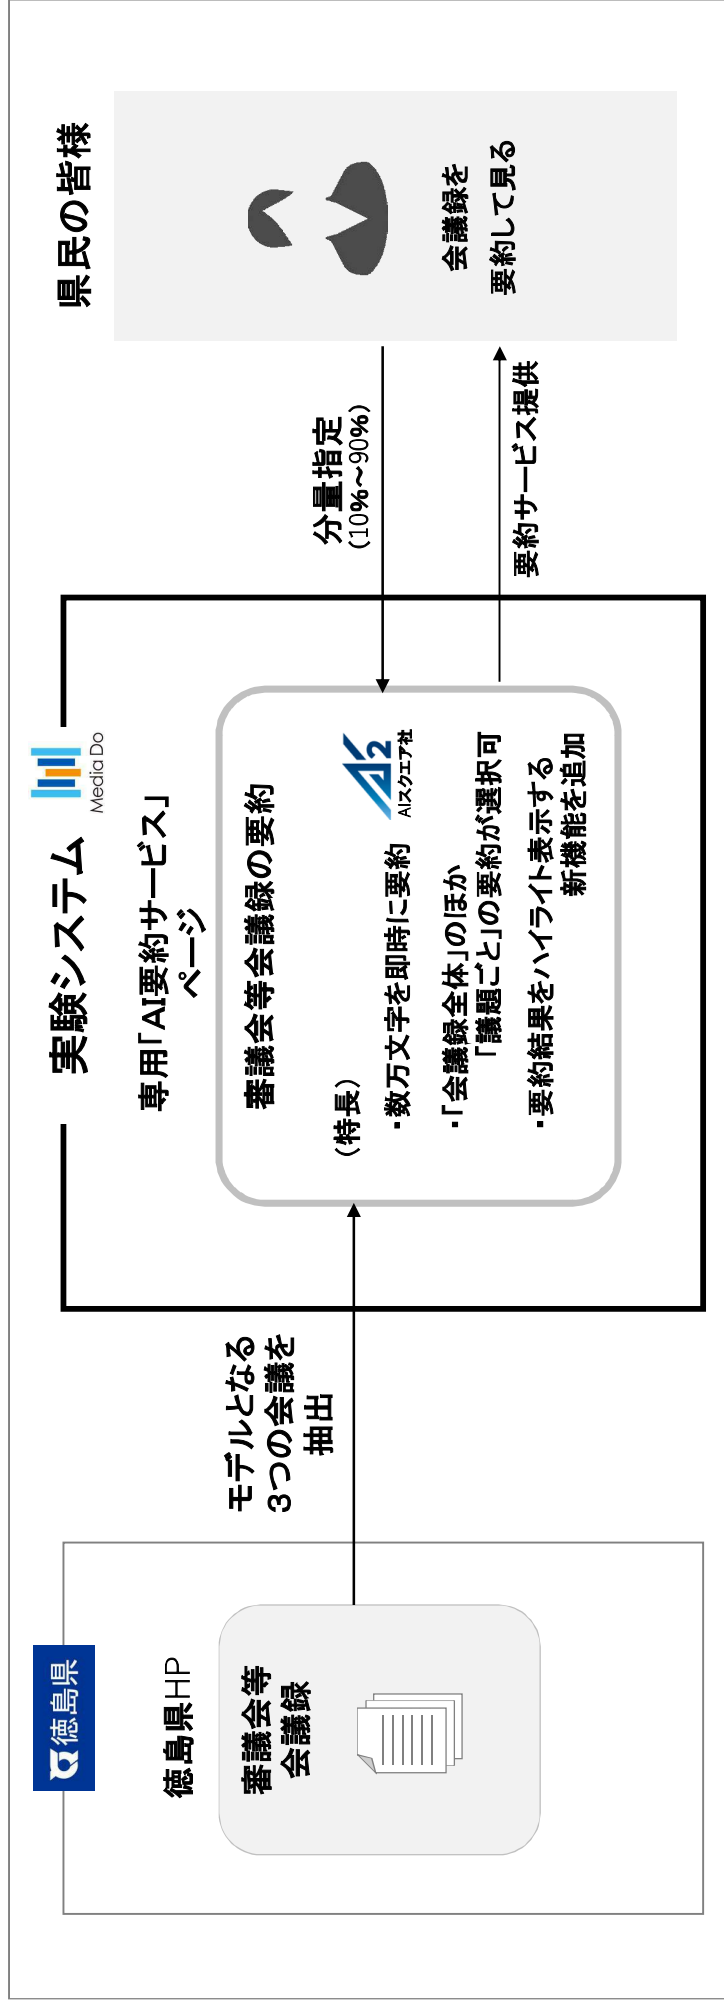 徳島県
徳島県HP
審議会等
会議録
モデルとなる
３つの会議を
抽出
実験システム
Media Do
専用「AI要約サービス」
ページ
審議会等会議録の要約
（特長）
・数万文字を即時に要約
AIスクエア社
・「会議録全体」のほか
「議題ごと」の要約が選択可
・要約結果をハイライト表示する
新機能を追加
分量指定
（10％～90％）
要約サービス提供
県民の皆様
会議録を
要約して見る